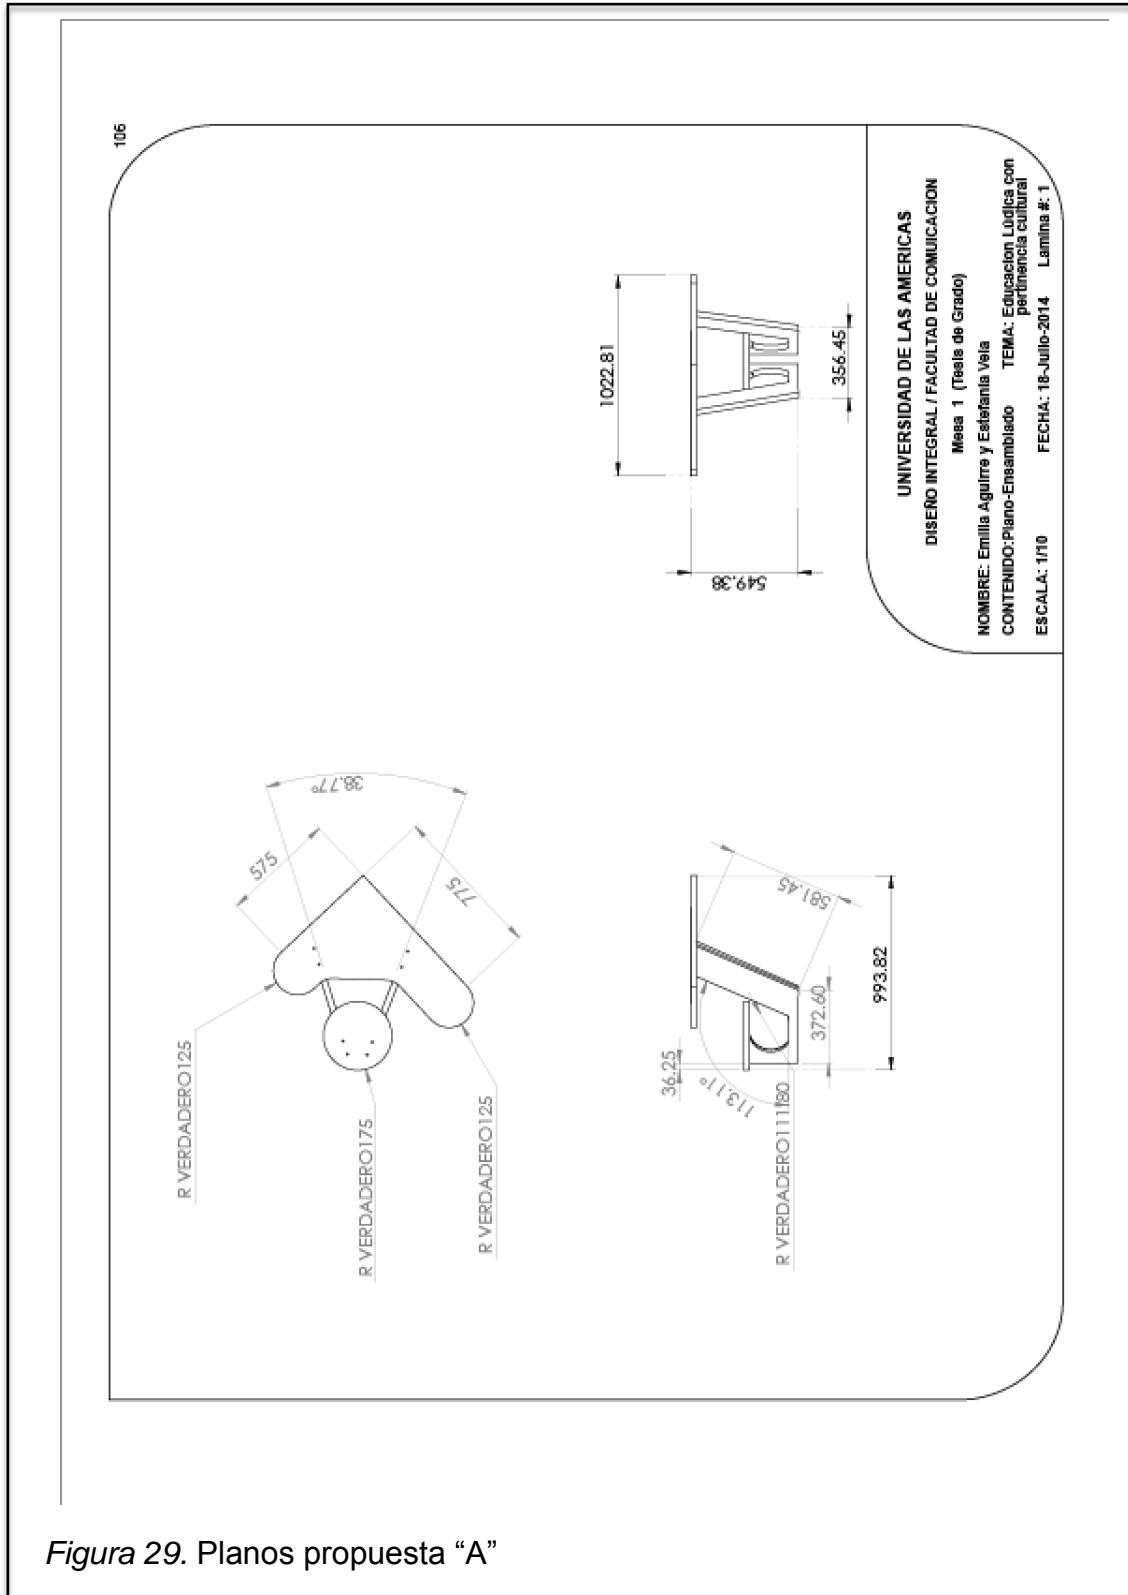 106
R VERDADERO125
R VERDADERO175
R VERDADERO125
575
38.77°
775
36.25
113.11°
R VERDADERO111.80
372.60
581.45
993.82
1022.81
549.38
356.45
UNIVERSIDAD DE LAS AMERICAS
DISEÑO INTEGRAL / FACULTAD DE COMUICACION
Mesa 1 (Tesis de Grado)
NOMBRE: Emilia Aguirre y Estefania Vela
CONTENIDO:Plano-Ensamblado TEMA: Educacion Lúdica con
pertinencia cultural
ESCALA: 1/10 FECHA: 18-Julio-2014 Lamina #: 1
Figura 29. Planos propuesta “A”